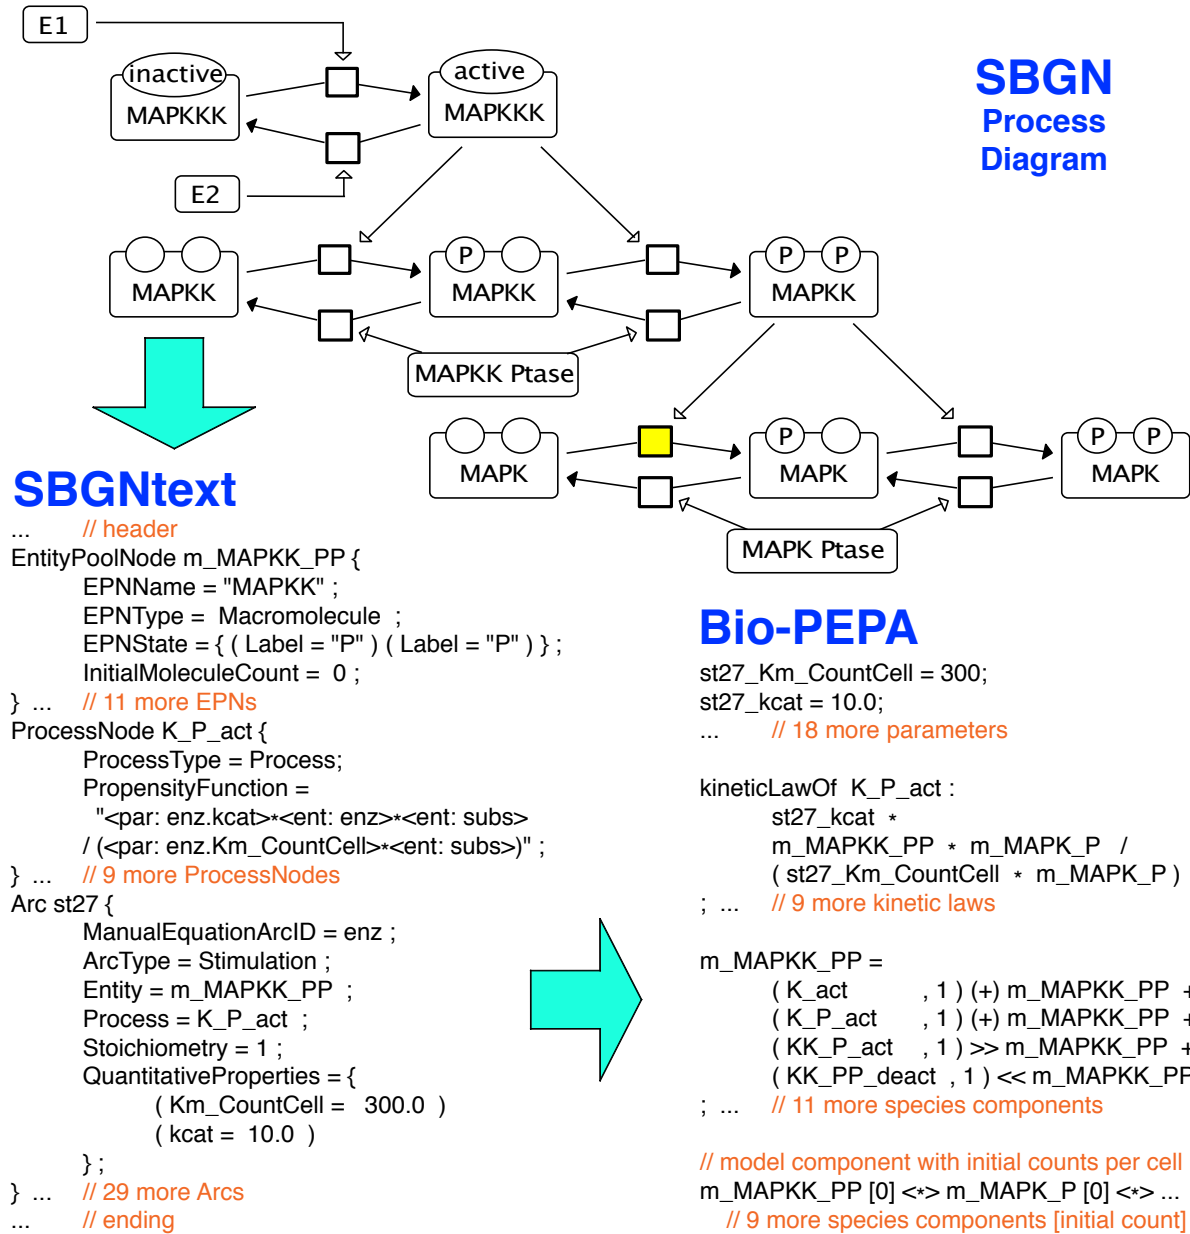 E1
inactive
MAPKKK
active
MAPKKK
SBGN
Process
Diagram
E2
MAPKK
P
MAPKK
P P
MAPKK
MAPKK Ptase
MAPK
P
MAPK
P P
MAPK
MAPK Ptase
SBGNtext
... // header
EntityPoolNode m_MAPKK_PP {
EPNName = "MAPKK" ;
EPNType = Macromolecule ;
EPNState = { ( Label = "P" ) ( Label = "P" ) } ;
InitialMoleculeCount = 0 ;
} ... // 11 more EPNs
ProcessNode K_P_act {
ProcessType = Process;
PropensityFunction =
"<par: enz.kcat>*<ent: enz>*<ent: subs>
/ (<par: enz.Km_CountCell>*<ent: subs>)" ;
} ... // 9 more ProcessNodes
Arc st27 {
ManualEquationArcID = enz ;
ArcType = Stimulation ;
Entity = m_MAPKK_PP ;
Process = K_P_act ;
Stoichiometry = 1 ;
QuantitativeProperties = {
( Km_CountCell = 300.0 )
( kcat = 10.0 )
} ;
} ... // 29 more Arcs
... // ending
Bio-PEPA
st27_Km_CountCell = 300;
st27_kcat = 10.0;
... // 18 more parameters
kineticLawOf K_P_act :
st27_kcat *
m_MAPKK_PP * m_MAPK_P /
( st27_Km_CountCell * m_MAPK_P )
; ... // 9 more kinetic laws
m_MAPKK_PP =
( K_act , 1 ) (+) m_MAPKK_PP +
( K_P_act , 1 ) (+) m_MAPKK_PP +
( KK_P_act , 1 ) >> m_MAPKK_PP +
( KK_PP_deact , 1 ) << m_MAPKK_PP
; ... // 11 more species components
// model component with initial counts per cell
m_MAPKK_PP [0] <*> m_MAPK_P [0] <*> ...
// 9 more species components [initial count]